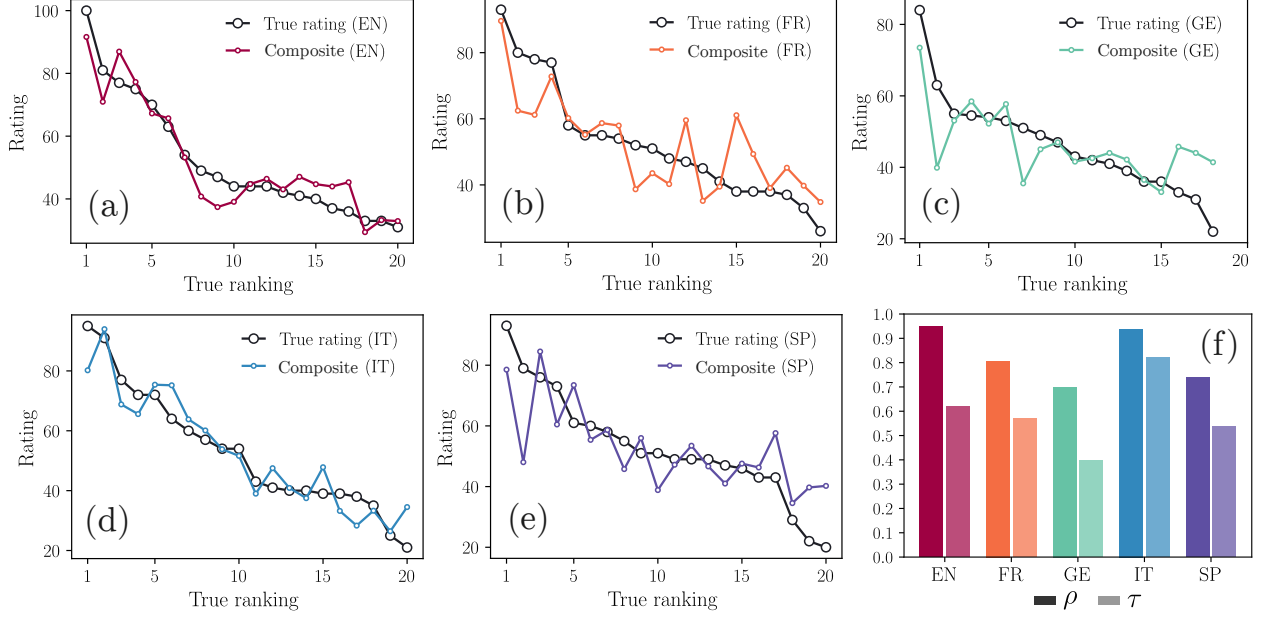 100
80
60
40
Rating
True rating (EN)
Composite (EN)
(a)
1
5
10
15
20
True ranking
80
60
40
Rating
True rating (FR)
Composite (FR)
(b)
1
5
10
15
20
True ranking
80
60
40
20
Rating
True rating (GE)
Composite (GE)
(c)
1
5
10
15
20
True ranking
80
60
40
20
Rating
True rating (IT)
Composite (IT)
(d)
1
5
10
15
20
True ranking
80
60
40
20
Rating
True rating (SP)
Composite (SP)
(e)
1
5
10
15
20
True ranking
1.0
0.9
0.8
0.7
0.6
0.5
0.4
0.3
0.2
0.1
0.0
(f)
EN
FR
GE
IT
SP
ρ
τ